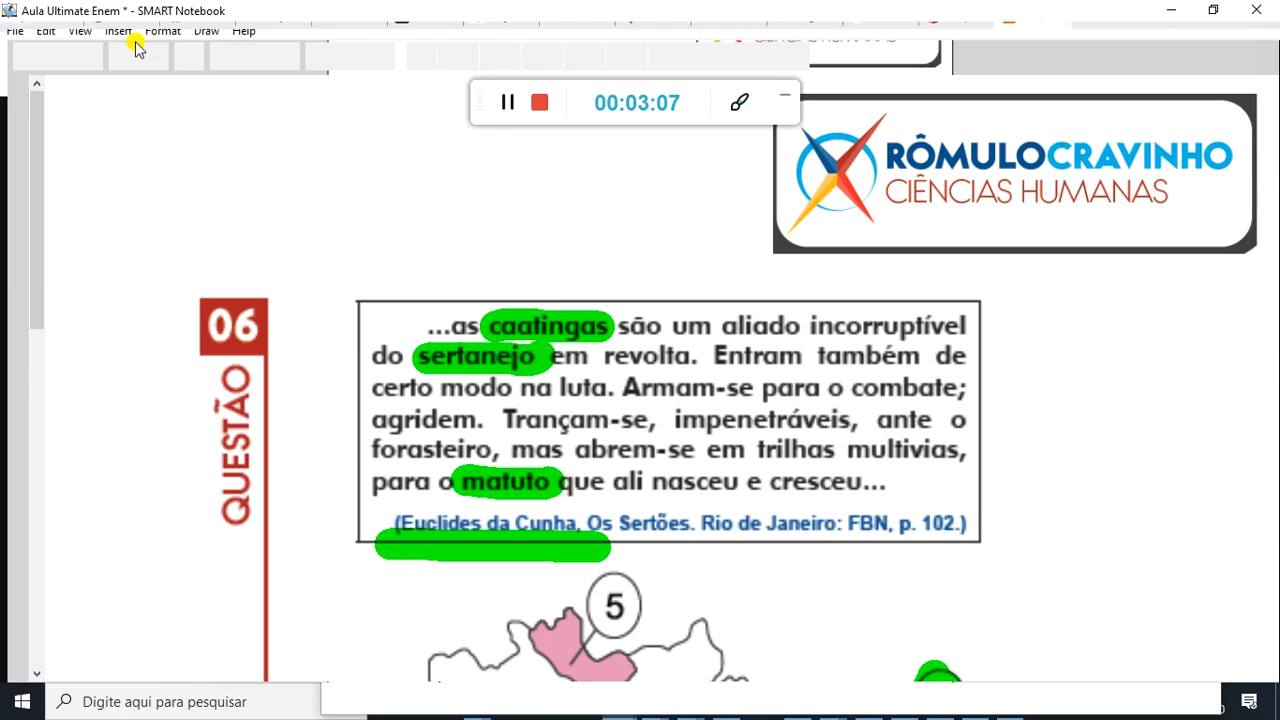 Aula Ultimate Enem * - SMART Notebook
File Edit View Insert Format Draw Help
00:03:07
RÔMULOCRAVINHO
CIÊNCIAS HUMANAS
06
QUESTÃO
...as caatingas são um aliado incorruptível
do sertanejo em revolta. Entram também de
certo modo na luta. Armam-se para o combate;
agridem. Trançam-se, impenetráveis, ante o
forasteiro, mas abrem-se em trilhas multivias,
para o matuto que ali nasceu e cresceu...
(Euclides da Cunha, Os Sertões. Rio de Janeiro: FBN, p. 102.)
5
Digite aqui para pesquisar